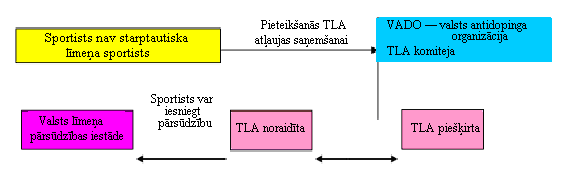 Sportists nav starptautiska
līmeņa sportists
Pieteikšanās TLA
atļaujas saņemšanai
VADO — valsts antidopinga
organizācija
TLA komiteja
Valsts līmeņa
pārsūdzības iestāde
Sportists var
iesniegt
pārsūdzību
TLA noraidīta
TLA piešķirta